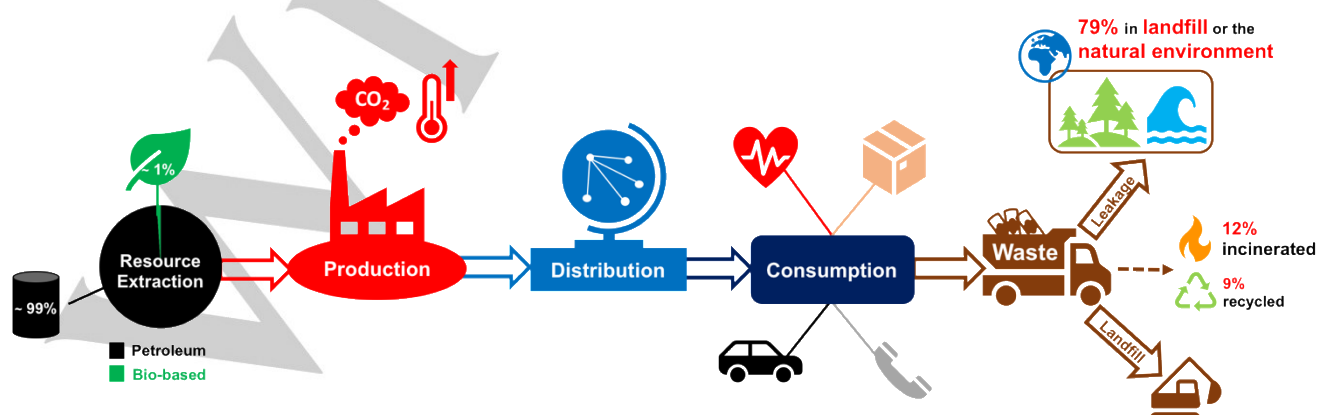 79% in landfill or the
natural environment
CO2
~ 1%
Resource
Extraction
~ 99%
Petroleum
Bio-based
Production
Distribution
Consumption
Waste
Leakage
Landfill
12%
incinerated
9%
recycled